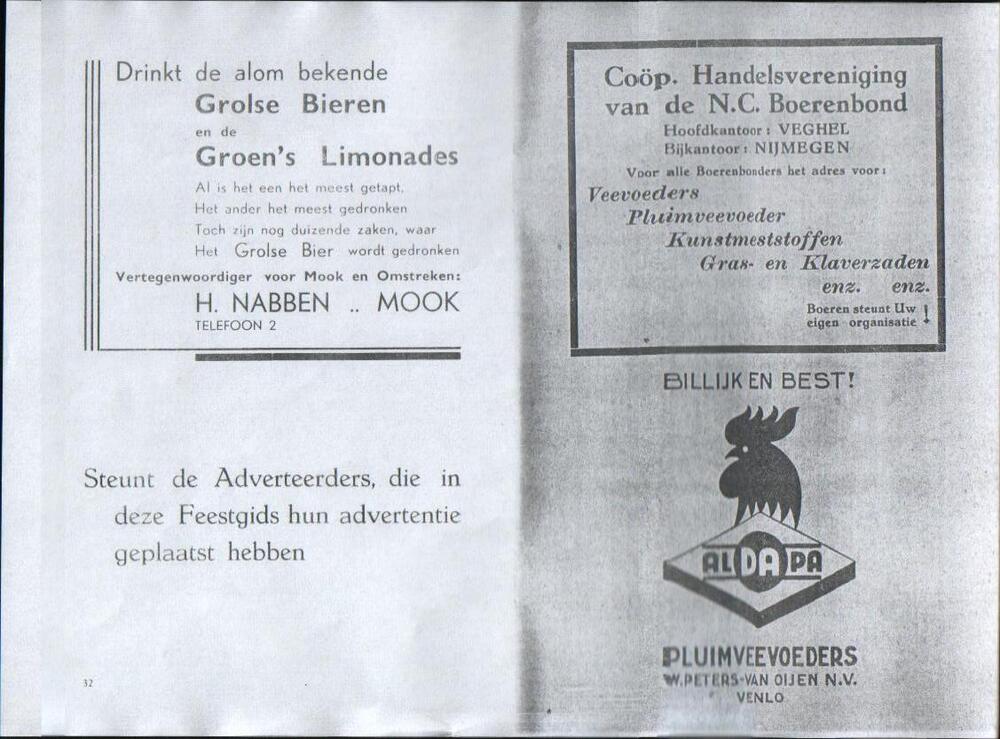 Drinkt de alom bekende
Grolse Bieren
en de
Groen's Limonades
Al is het een het meest getapt,
Het ander het meest gedronken
Toch zijn nog duizende zaken, waar
Het Grolse Bier wordt gedronken
Vertegenwoordiger voor Mook en Omstreken:
H. NABBEN .. MOOK
TELEFOON 2
Steunt de Adverteerders, die in
deze Feestgids hun advertentie
geplaatst hebben
32
Coöp. Handelsvereniging
van de N.C. Boerenbond
Hoofdkantoor: VEGHEL
Bijkantoor: NIJMEGEN
Voor alle Boerenbonders het adres voor:
Veevoeders
Pluimveevoeder
Kunstmeststoffen
Gras- en Klaverzaden
enz. enz.
Boeren steunt Uw
eigen organisatie !
BILLIJK EN BEST!
ALDAPA
PLUIMVEEVOEDERS
W.PETERS-VAN OIJEN N.V.
VENLO